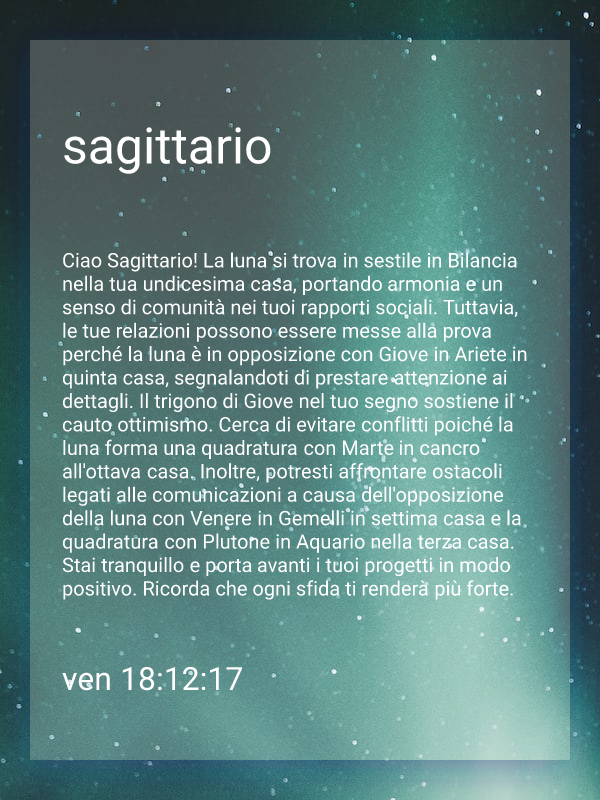 sagittario
Ciao Sagittario! La luna si trova in sestile in Bilancia
nella tua undicesima casa, portando armonia e un
senso di comunità nei tuoi rapporti sociali. Tuttavia,
le tue relazioni possono essere messe alla prova
perché la luna è in opposizione con Giove in Ariete in
quinta casa, segnalandoti di prestare attenzione ai
dettagli. Il trigono di Giove nel tuo segno sostiene il
cauto ottimismo. Cerca di evitare conflitti poiché la
luna forma una quadratura con Marte in cancro
all'ottava casa. Inoltre, potresti affrontare ostacoli
legati alle comunicazioni a causa dell'opposizione
della luna con Venere in Gemelli in settima casa e la
quadratura con Plutone in Aquario nella terza casa.
Stai tranquillo e porta avanti i tuoi progetti in modo
positivo. Ricorda che ogni sfida ti renderà più forte.
ven 18:12:17